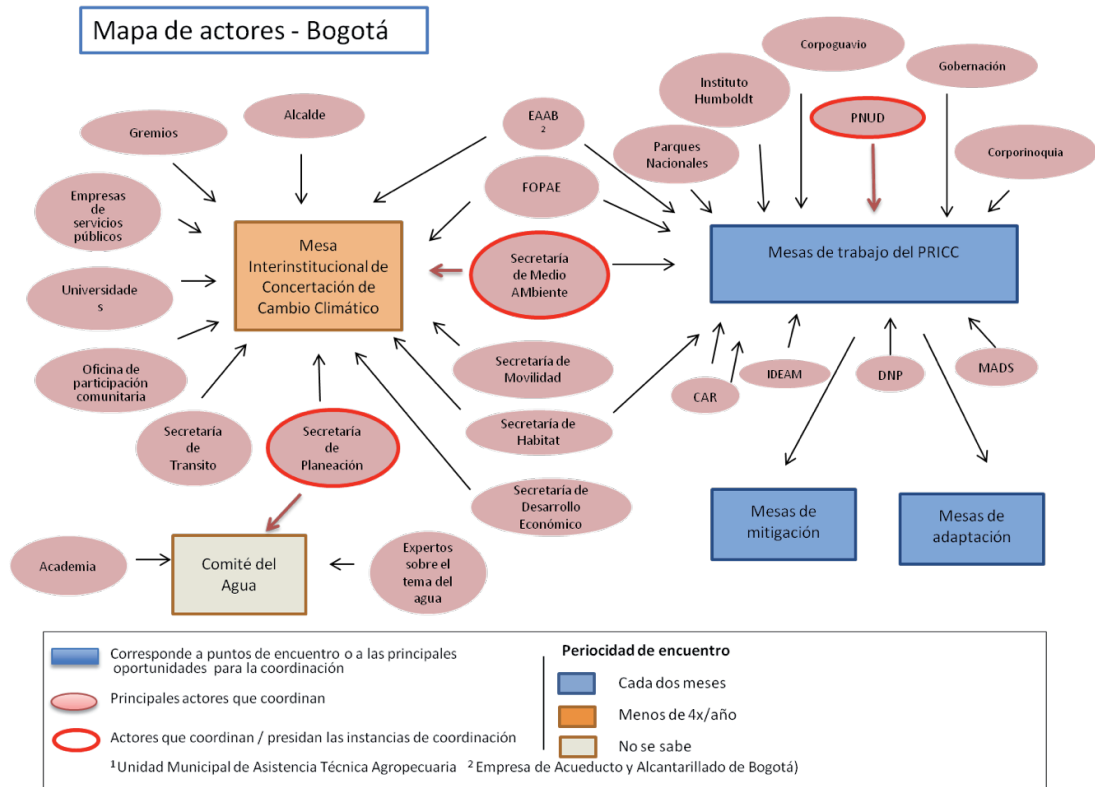 Mapa de actores - Bogotá
Corpoguavio
Gobernación
Instituto
Humboldt
PNUD
Alcalde
EAAB
2
Gremios
Parques
Nacionales
Corporinoquia
FOPAE
Empresas
de
servicios
públicos
Mesa
Interinstitucional de
Concertación de
Cambio Climático
Secretaría
de Medio
AMbiente
Mesas de trabajo del PRICC
Universidade
s
Oficina de
participación
comunitaria
Secretaría de
Movilidad
CAR
IDEAM
DNP
MADS
Secretaría
de
Transito
Secretaría
de
Planeación
Secretaría de
Habitat
Secretaría de
Desarrollo
Económico
Mesas de
mitigación
Mesas de
adaptación
Academia
Comité del
Agua
Expertos
sobre el
tema del
agua
Corresponde a puntos de encuentro o a las principales
oportunidades para la coordinación
Principales actores que coordinan
Actores que coordinan / presidan las instancias de coordinación
Periocidad de encuentro
Cada dos meses
Menos de 4x/año
No se sabe
1 Unidad Municipal de Asistencia Técnica Agropecuaria 2 Empresa de Acueducto y Alcantarillado de Bogotá)